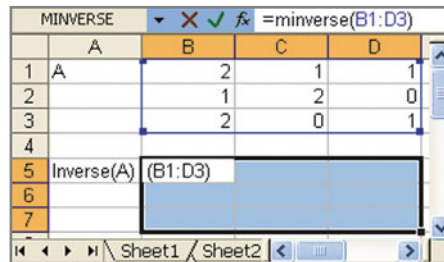 MINVERSE =minverse(B1:D3)
A B C D
1 A 2 1 1
2 1 2 0
3 2 0 1
4
5 Inverse(A) (B1:D3)
6
7
Sheet1 Sheet2